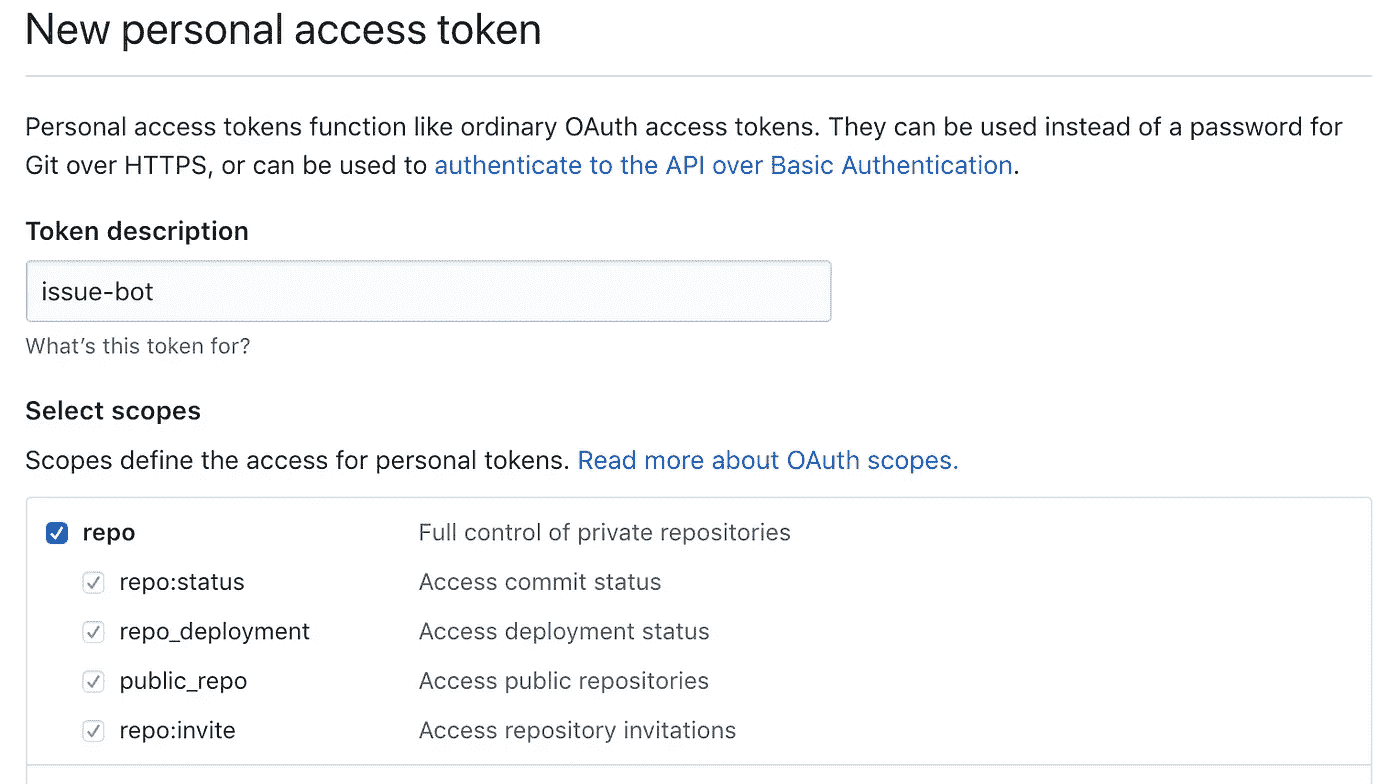 New personal access token
Personal access tokens function like ordinary OAuth access tokens. They can be used instead of a password for
Git over HTTPS, or can be used to authenticate to the API over Basic Authentication.
Token description
issue-bot
What’s this token for?
Select scopes
Scopes define the access for personal tokens. Read more about OAuth scopes.
repo Full control of private repositories
repo:status Access commit status
repo_deployment Access deployment status
public_repo Access public repositories
repo:invite Access repository invitations